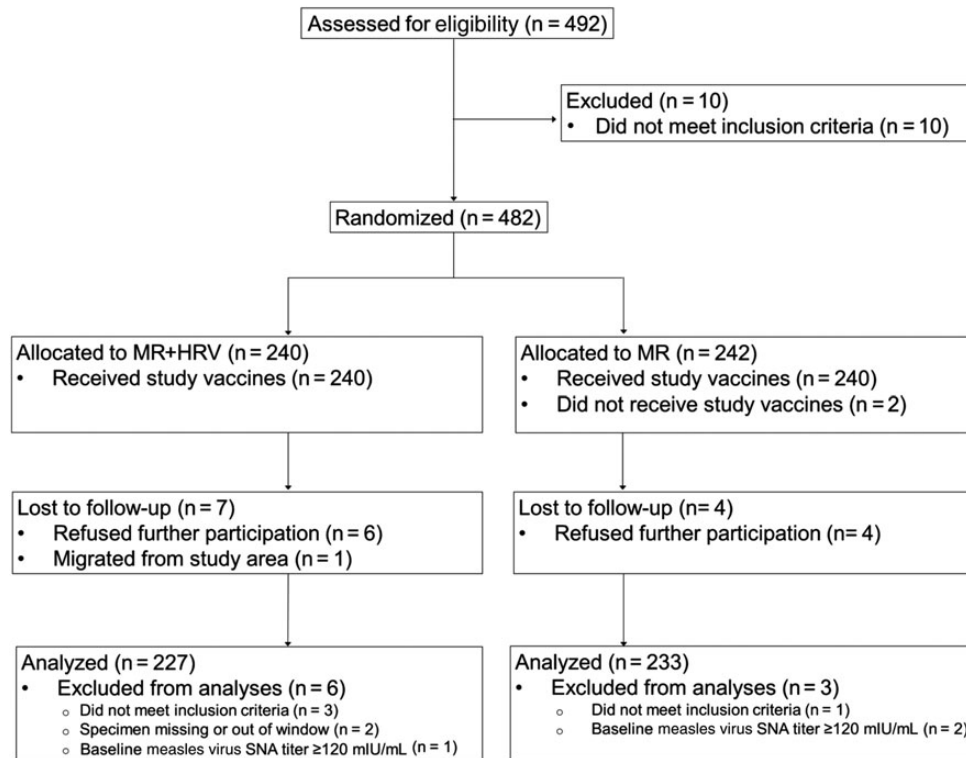 Assessed for eligibility (n = 492)
Excluded (n = 10)
• Did not meet inclusion criteria (n = 10)
Randomized (n = 482)
Allocated to MR+HRV (n = 240)
• Received study vaccines (n = 240)
Allocated to MR (n = 242)
• Received study vaccines (n = 240)
• Did not receive study vaccines (n = 2)
Lost to follow-up (n = 7)
• Refused further participation (n = 6)
• Migrated from study area (n = 1)
Lost to follow-up (n= 4)
• Refused further participation (n= 4)
Analyzed (n = 227)
• Excluded from analyses (n = 6)
○ Did not meet inclusion criteria (n = 3)
○ Specimen missing or out of window (n = 2)
○ Baseline measles virus SNA titer ≥120 mIU/mL (n = 1)
Analyzed (n = 233)
• Excluded from analyses (n = 3)
○ Did not meet inclusion criteria (n = 1)
○ Baseline measles virus SNA titer ≥120 mIU/mL (n = 2)